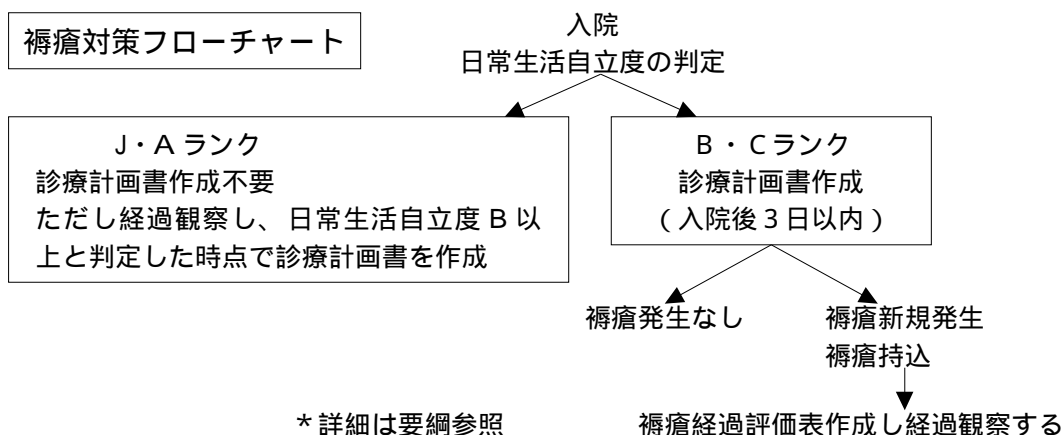 褥瘡対策フローチャート
入院
日常生活自立度の判定
J・A ランク
診療計画書作成不要
ただし経過観察し、日常生活自立度 B 以
上と判定した時点で診療計画書を作成
B・Cランク
診療計画書作成
（入院後３日以内）
褥瘡発生なし
褥瘡新規発生
褥瘡持込
＊詳細は要綱参照
褥瘡経過評価表作成し経過観察する